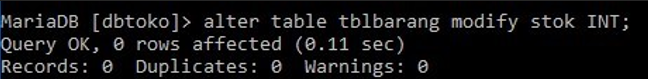 MariaDB [dbtoko]> alter table tblbarang modify stok INT;
Query OK, 0 rows affected (0.11 sec)
Records: 0  Duplicates: 0  Warnings: 0